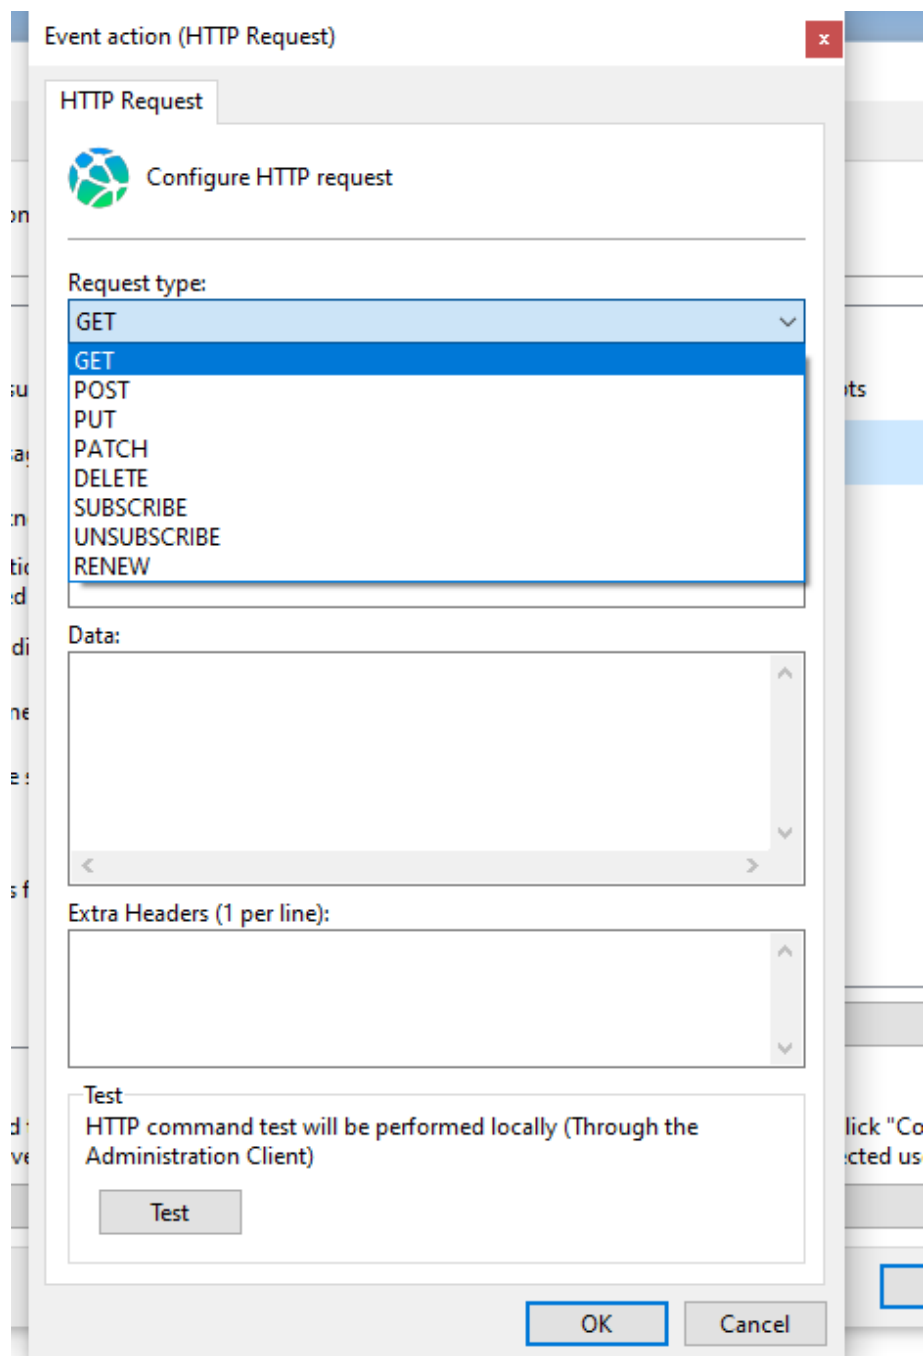 Event action (HTTP Request)
x
HTTP Request
Configure HTTP request
Request type:
GET
GET
POST
PUT
PATCH
DELETE
SUBSCRIBE
UNSUBSCRIBE
RENEW
Data:
Extra Headers (1 per line):
Test
HTTP command test will be performed locally (Through the
Administration Client)
Test
OK
Cancel